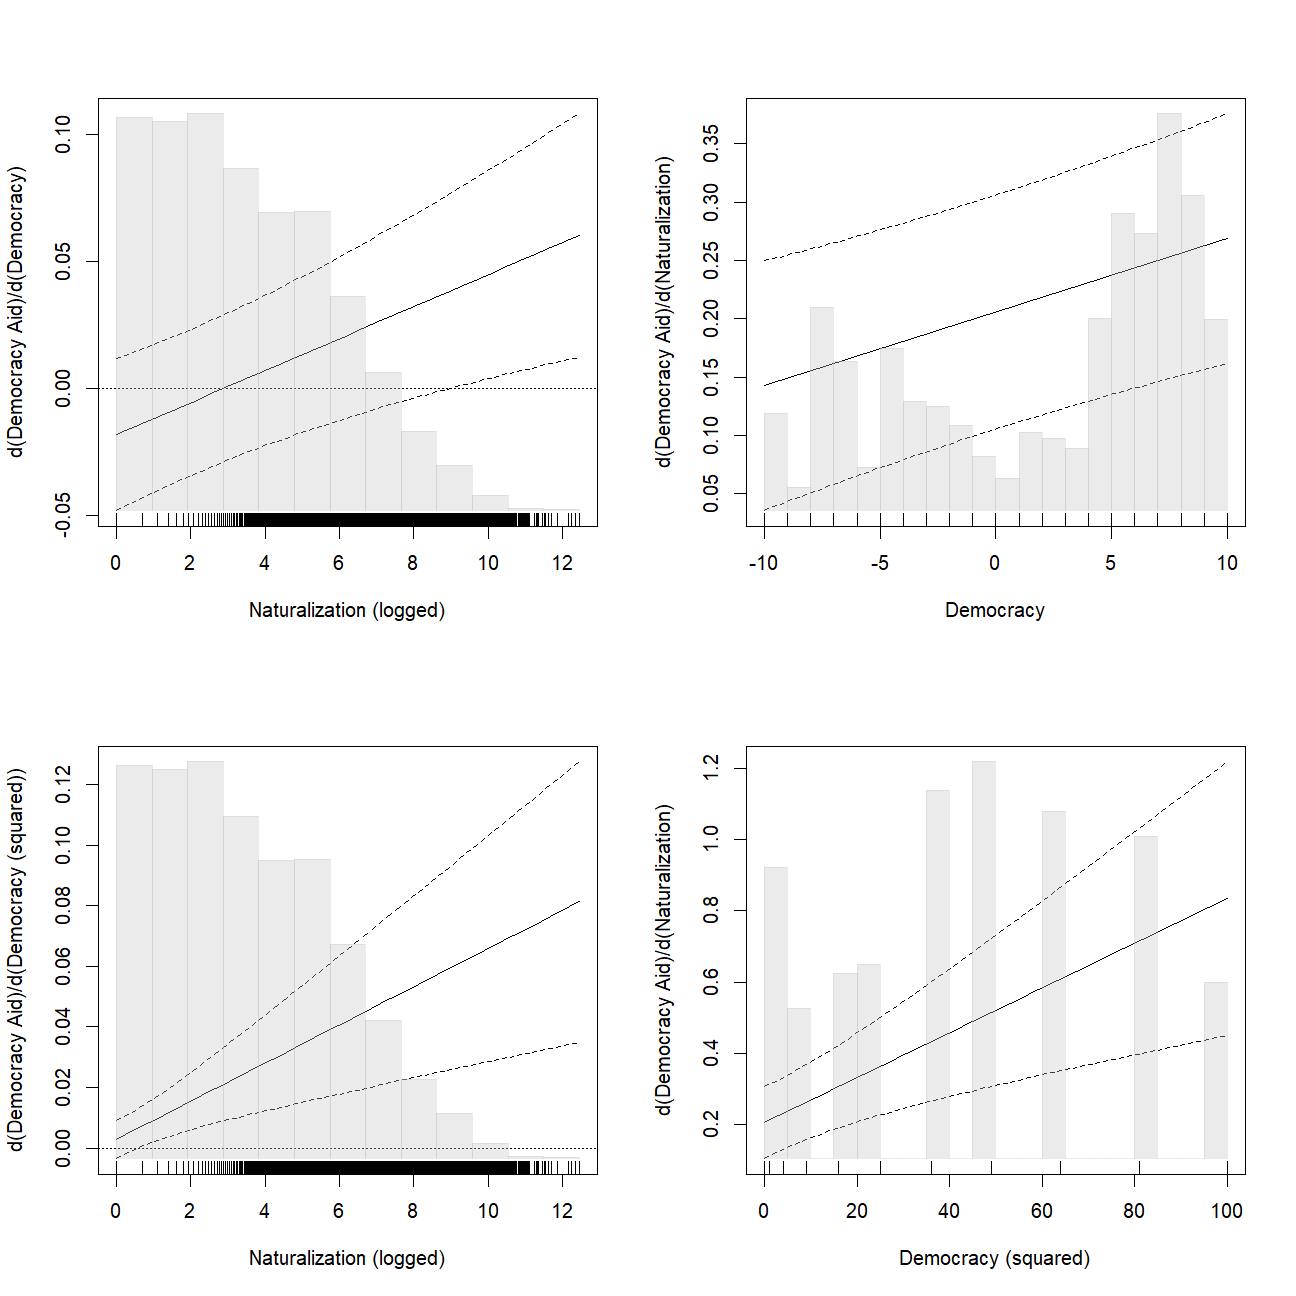 d(Democracy Aid)/d(Democracy)
0.10
0.05
0.00
-0.05
0 2 4 6 8 10 12
Naturalization (logged)
d(Democracy Aid)/d(Naturalization)
0.35
0.30
0.25
0.20
0.15
0.10
0.05
-10 -5 0 5 10
Democracy
d(Democracy Aid)/d(Democracy (squared))
0.12
0.10
0.08
0.06
0.04
0.02
0.00
0 2 4 6 8 10 12
Naturalization (logged)
d(Democracy Aid)/d(Naturalization)
1.2
1.0
0.8
0.6
0.4
0.2
0 20 40 60 80 100
Democracy (squared)